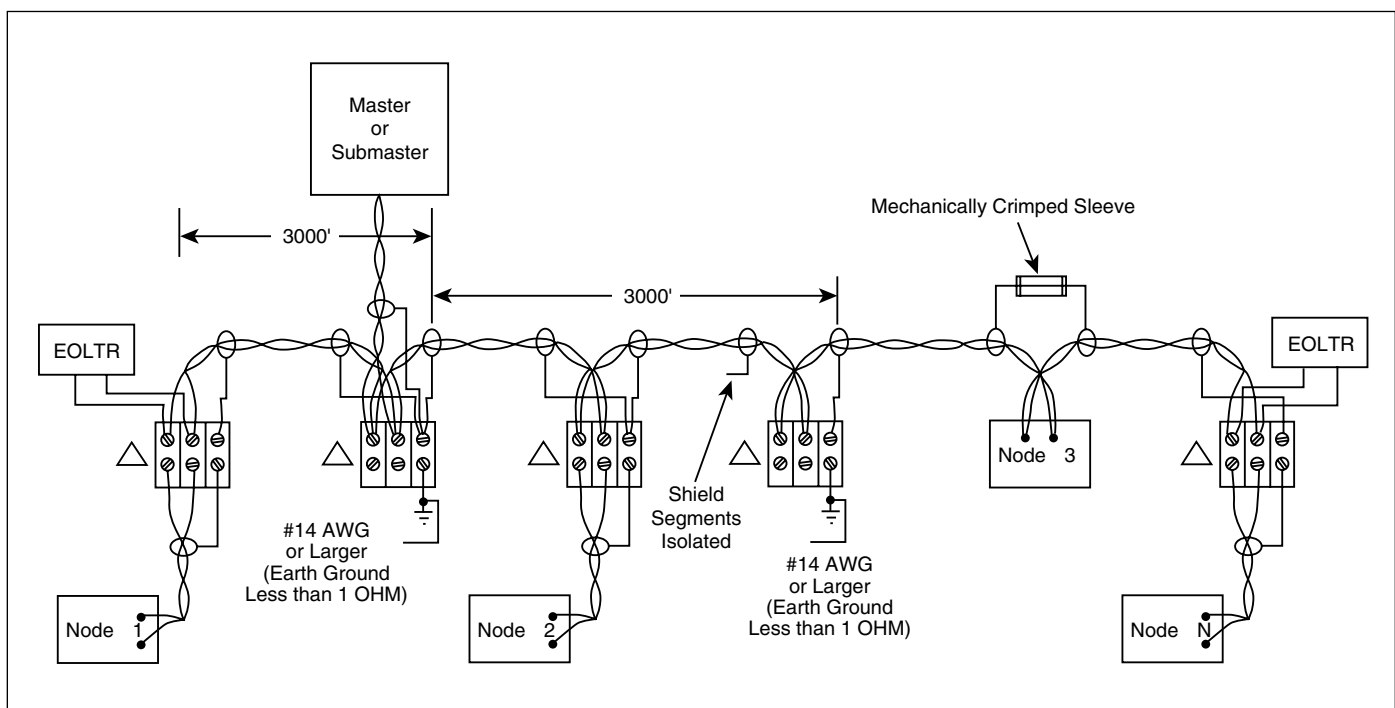 Master
or
Submaster
Mechanically Crimped Sleeve
3000'
3000'
EOLTR
EOLTR
Node 3
Shield
Segments
Isolated
#14 AWG
or Larger
(Earth Ground
Less than 1 OHM)
#14 AWG
or Larger
(Earth Ground
Less than 1 OHM)
Node 1
Node 2
Node N